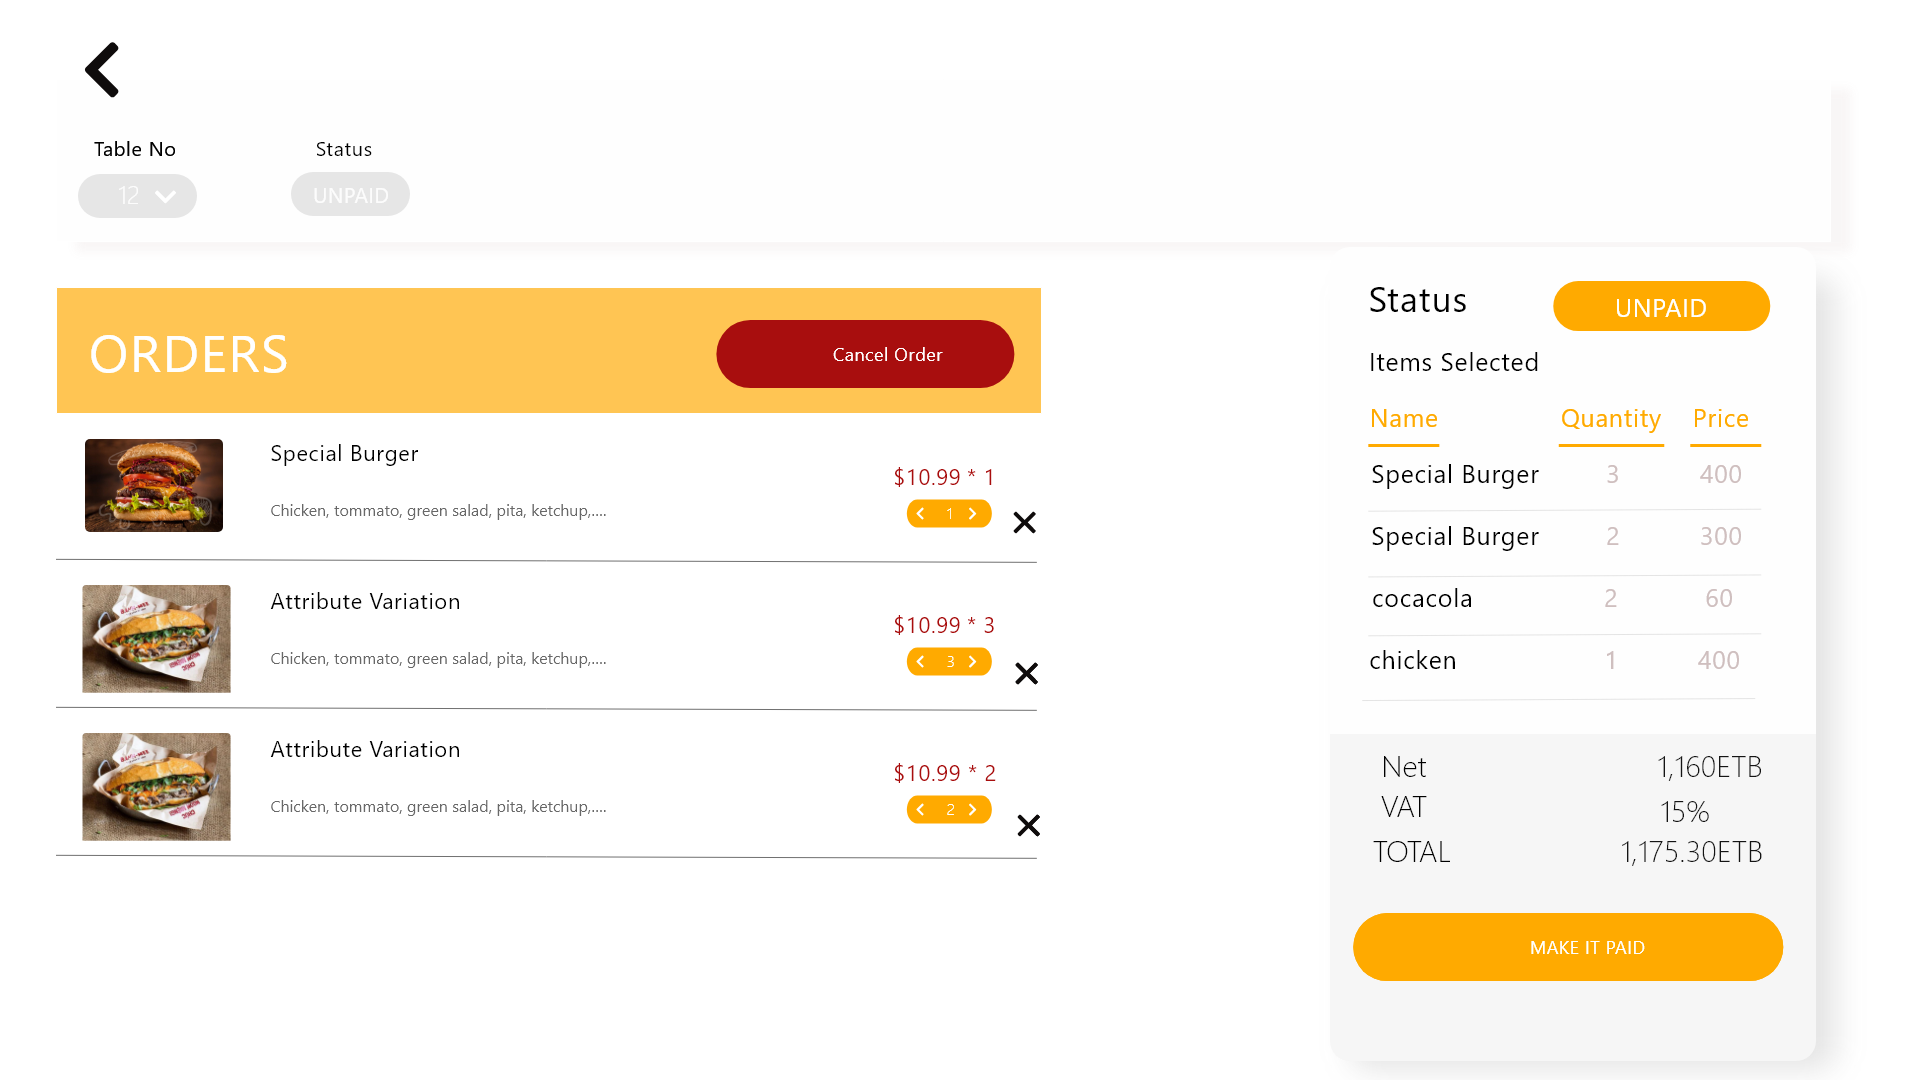 Table No
Status
12
UNPAID
ORDERS
Cancel Order
Special Burger
Chicken, tommato, green salad, pita, ketchup,....
$10.99 * 1
1
Attribute Variation
Chicken, tommato, green salad, pita, ketchup,....
$10.99 * 3
3
Attribute Variation
Chicken, tommato, green salad, pita, ketchup,....
$10.99 * 2
2
Status
UNPAID
Items Selected
Name Quantity Price
Special Burger 3 400
Special Burger 2 300
cocacola 2 60
chicken 1 400
Net 1,160ETB
VAT 15%
TOTAL 1,175.30ETB
MAKE IT PAID